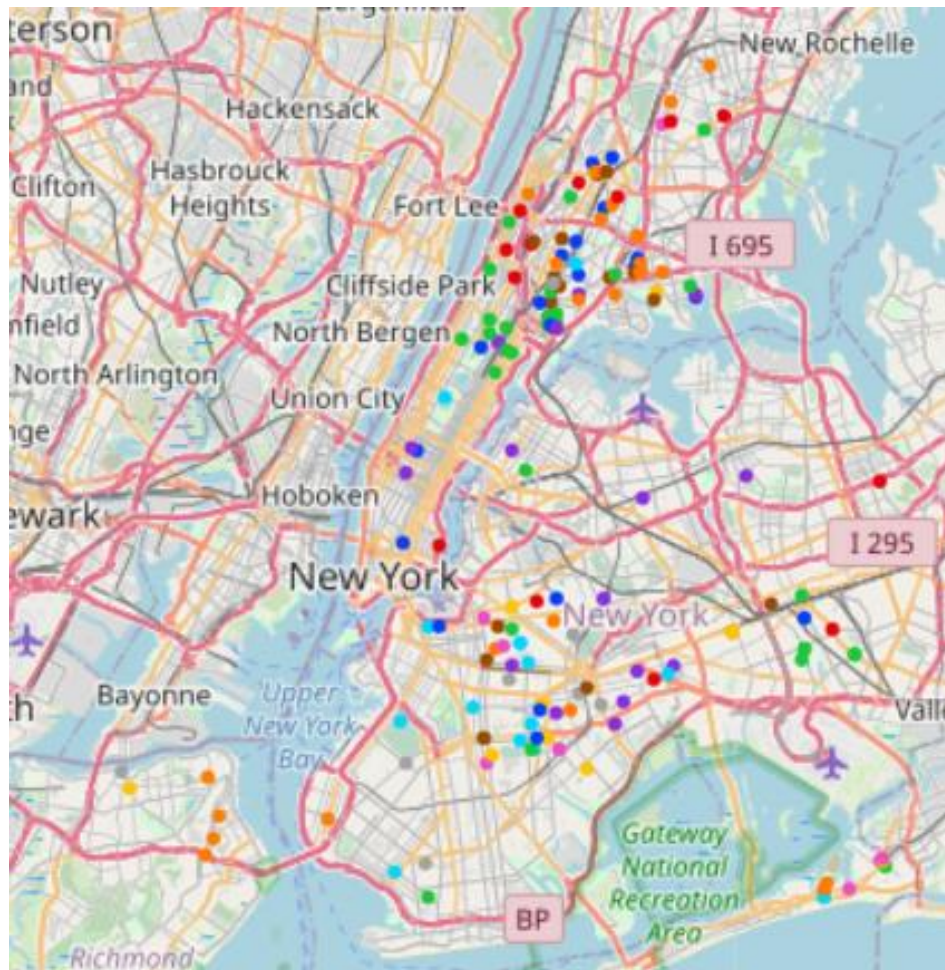 terson
New Rochelle
and
Hackensack
Clifton
Hasbrouck
Heights
Fort Lee
I 695
Nutley
Cliffside Park
nfield
North Bergen
North Arlington
Union City
nge
Hoboken
ewark
I 295
New York
New York
Bayonne
Upper
New York
Bay
th
Valle
Gateway
National
Recreation
Area
BP
Richmond